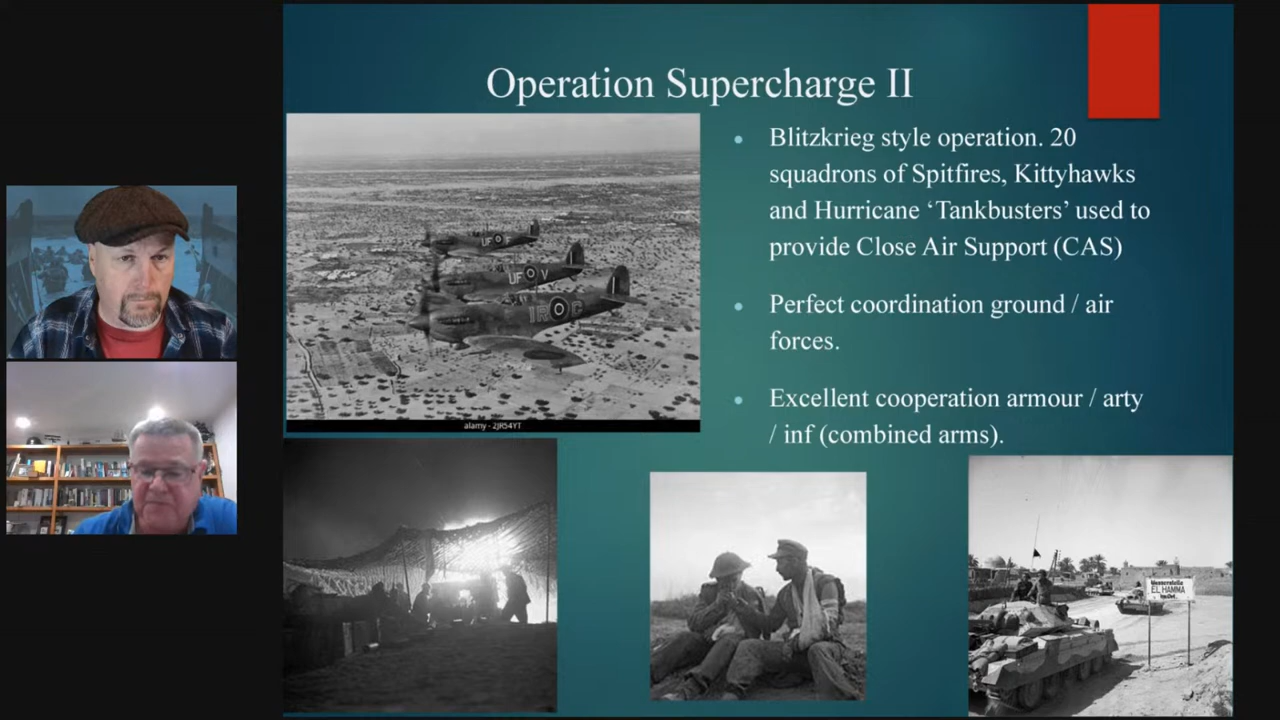 Operation Supercharge II
Blitzkrieg style operation. 20
squadrons of Spitfires, Kittyhawks
and Hurricane ‘Tankbusters’ used to
provide Close Air Support (CAS)
Perfect coordination ground / air
forces.
Excellent cooperation armour / arty
/ inf (combined arms).
UF F
UF V
IR G
alamy - 2JR54YT
EL HAMMA